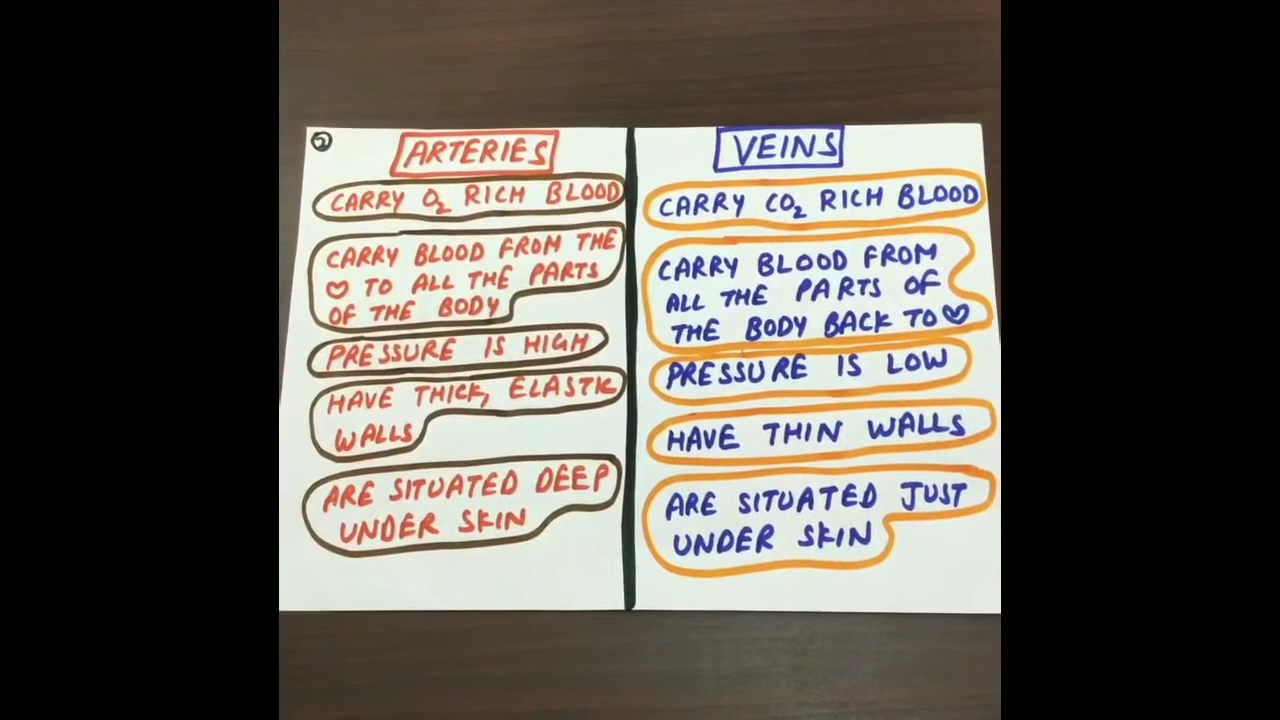 2
ARTERIES
CARRY O₂ RICH BLOOD
CARRY BLOOD FROM THE
♡ TO ALL THE PARTS
OF THE BODY
PRESSURE IS HIGH
HAVE THICK, ELASTIC
WALLS
ARE SITUATED DEEP
UNDER SKIN
VEINS
CARRY CO₂ RICH BLOOD
CARRY BLOOD FROM
ALL THE PARTS OF
THE BODY BACK TO ♡
PRESSURE IS LOW
HAVE THIN WALLS
ARE SITUATED JUST
UNDER SKIN